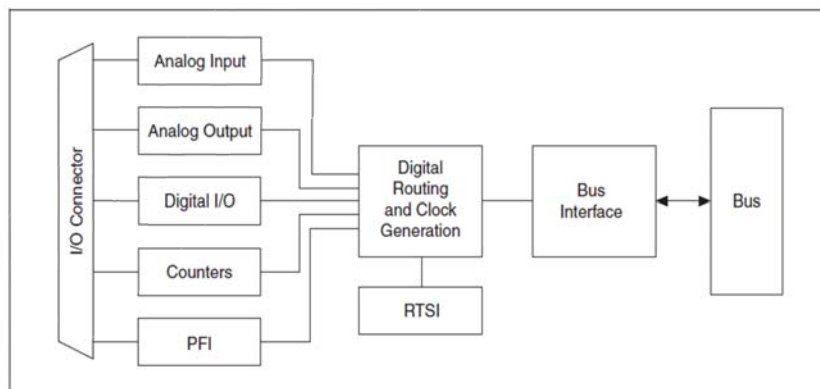 I/O Connector
Analog Input
Analog Output
Digital I/O
Counters
PFI
Digital
Routing
and Clock
Generation
RTSI
Bus
Interface
Bus